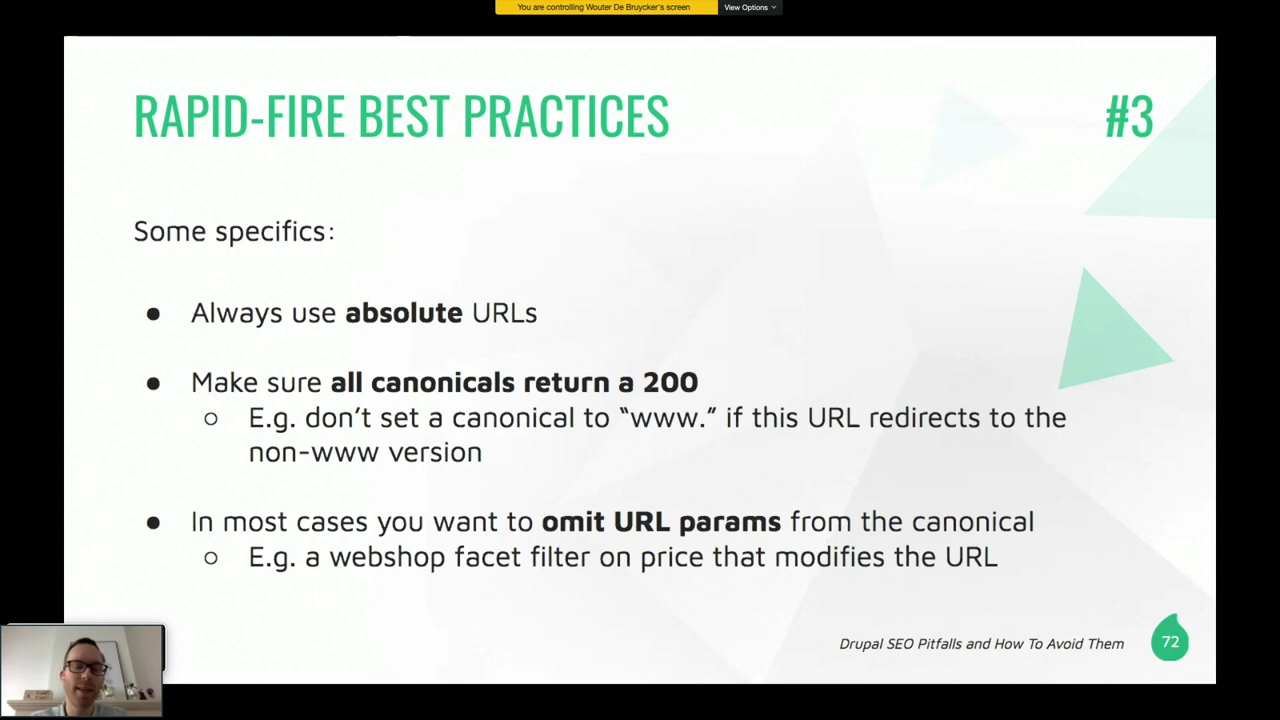 You are controlling Wouter De Bruycker's screen
View Options
RAPID-FIRE BEST PRACTICES
#3
Some specifics:
● Always use absolute URLs
● Make sure all canonicals return a 200
○ E.g. don’t set a canonical to “www.” if this URL redirects to the
non-www version
● In most cases you want to omit URL params from the canonical
○ E.g. a webshop facet filter on price that modifies the URL
Drupal SEO Pitfalls and How To Avoid Them
72